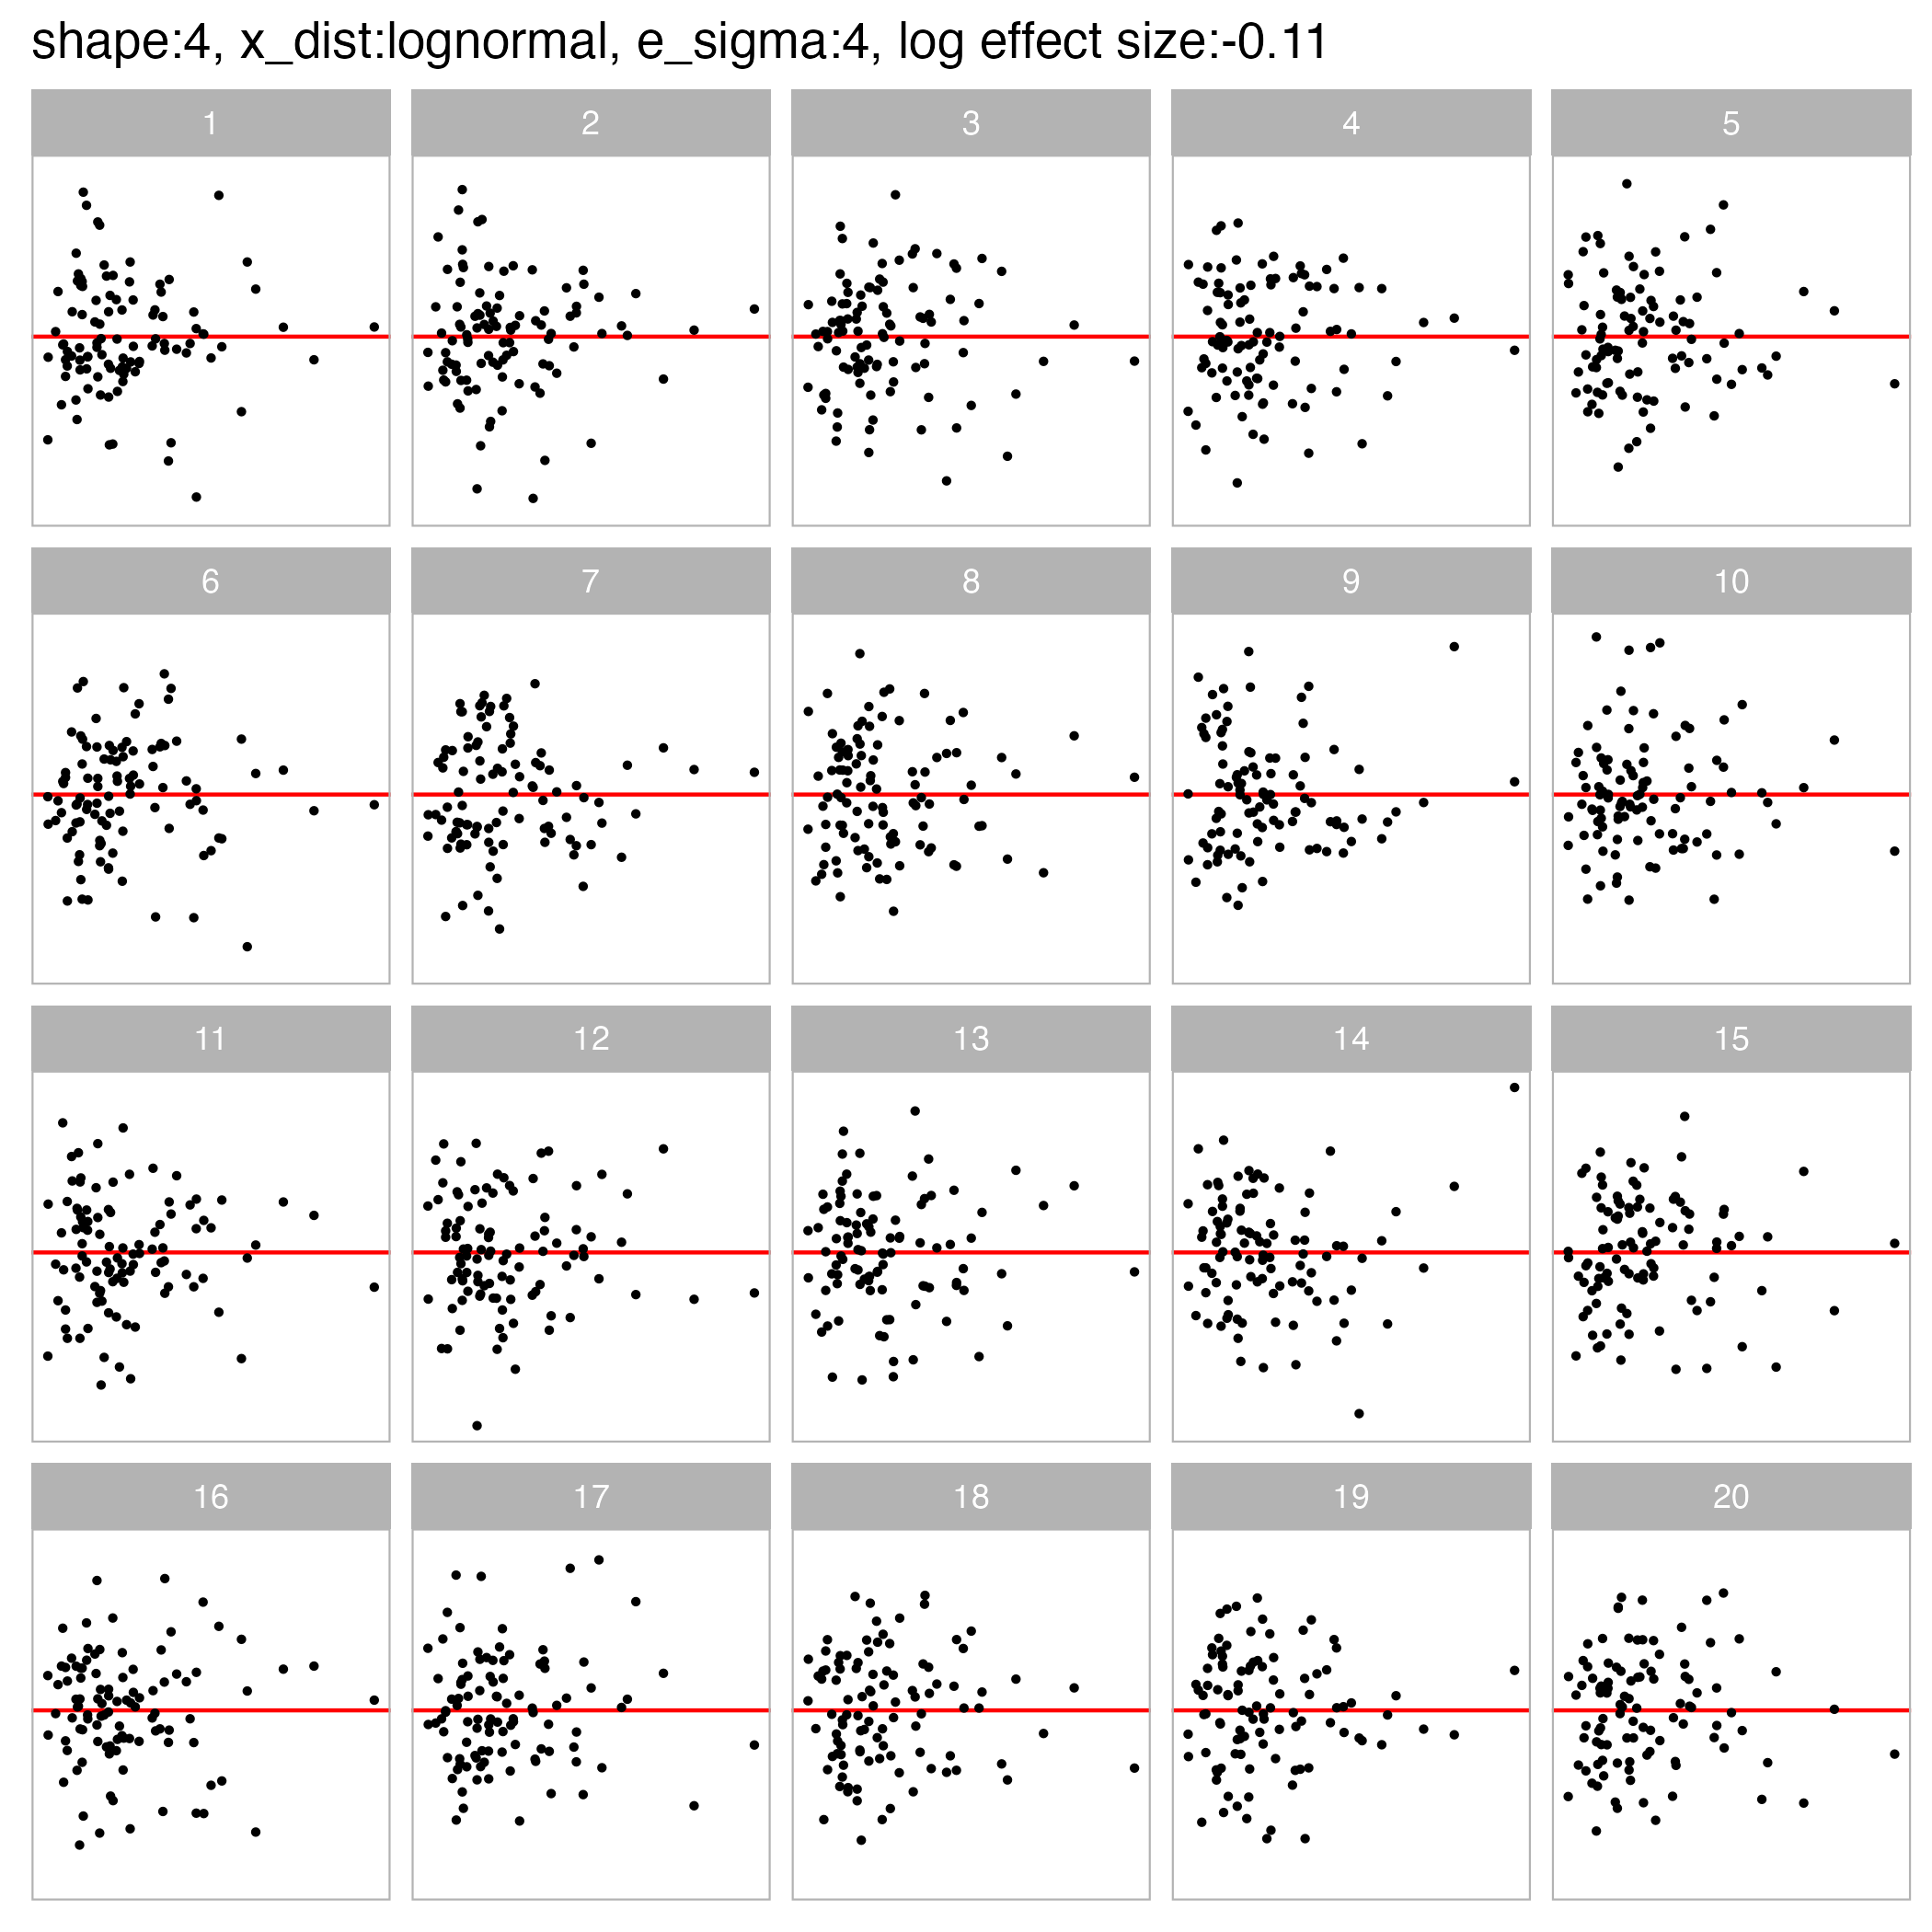 shape:4, x_dist:lognormal, e_sigma:4, log effect size:-0.11
1 2 3 4 5
6 7 8 9 10
11 12 13 14 15
16 17 18 19 20